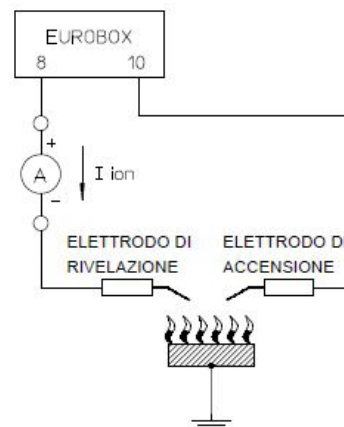 EUROBOX
8 10
+
A I ion
-
ELETTRODO DI ELETTRODO DI
RIVELAZIONE ACCENSIONE